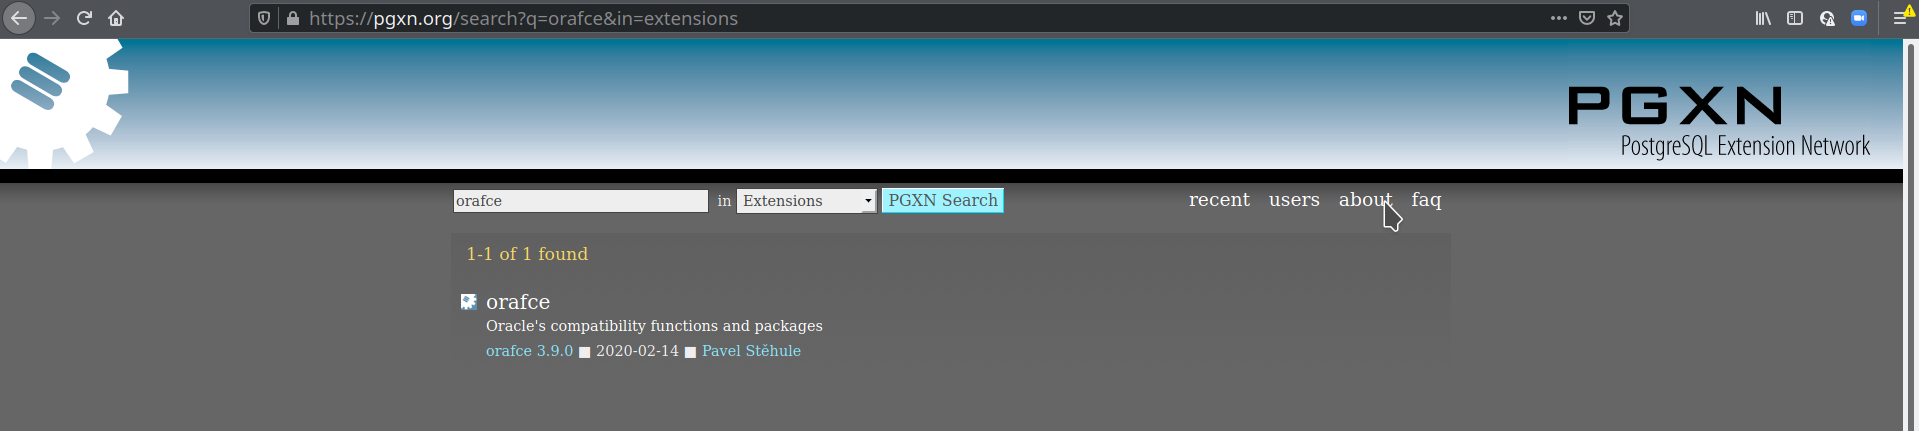 https://pgxn.org/search?q=orafce&in=extensions
PGXN
PostgreSQL Extension Network
orafce in Extensions PGXN Search recent users about faq
1-1 of 1 found
orafce
Oracle's compatibility functions and packages
orafce 3.9.0 ■ 2020-02-14 ■ Pavel Stěhule